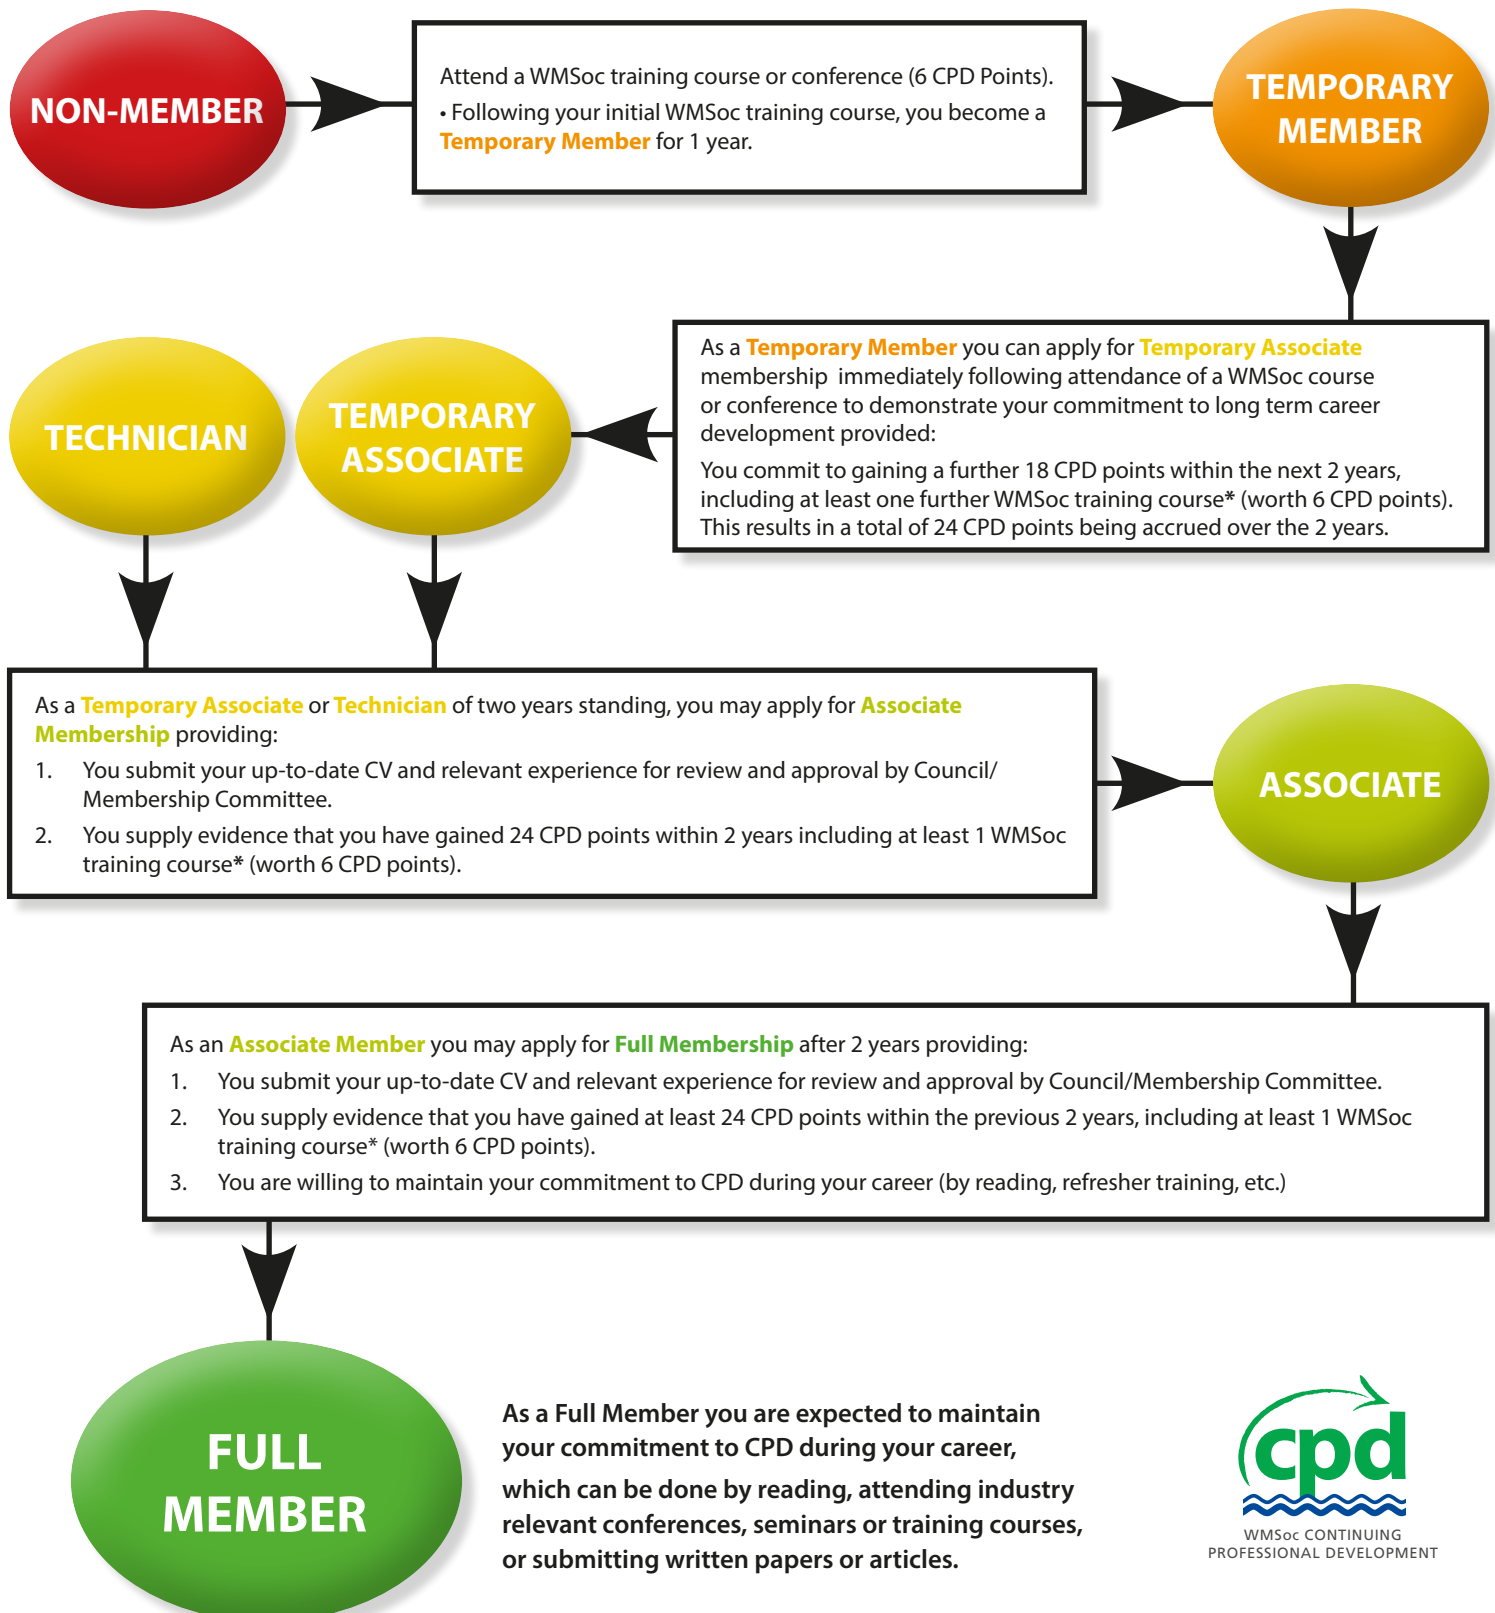 NON-MEMBER
Attend a WMSoc training course or conference (6 CPD Points).
• Following your initial WMSoc training course, you become a
Temporary Member for 1 year.
TEMPORARY
MEMBER
As a Temporary Member you can apply for Temporary Associate
membership immediately following attendance of a WMSoc course
or conference to demonstrate your commitment to long term career
development provided:
You commit to gaining a further 18 CPD points within the next 2 years,
including at least one further WMSoc training course* (worth 6 CPD points).
This results in a total of 24 CPD points being accrued over the 2 years.
TEMPORARY
ASSOCIATE
TECHNICIAN
As a Temporary Associate or Technician of two years standing, you may apply for Associate
Membership providing:
1. You submit your up-to-date CV and relevant experience for review and approval by Council/
Membership Committee.
2. You supply evidence that you have gained 24 CPD points within 2 years including at least 1 WMSoc
training course* (worth 6 CPD points).
ASSOCIATE
As an Associate Member you may apply for Full Membership after 2 years providing:
1. You submit your up-to-date CV and relevant experience for review and approval by Council/Membership Committee.
2. You supply evidence that you have gained at least 24 CPD points within the previous 2 years, including at least 1 WMSoc
training course* (worth 6 CPD points).
3. You are willing to maintain your commitment to CPD during your career (by reading, refresher training, etc.)
FULL
MEMBER
As a Full Member you are expected to maintain
your commitment to CPD during your career,
which can be done by reading, attending industry
relevant conferences, seminars or training courses,
or submitting written papers or articles.
cpd
WMSoc CONTINUING
PROFESSIONAL DEVELOPMENT